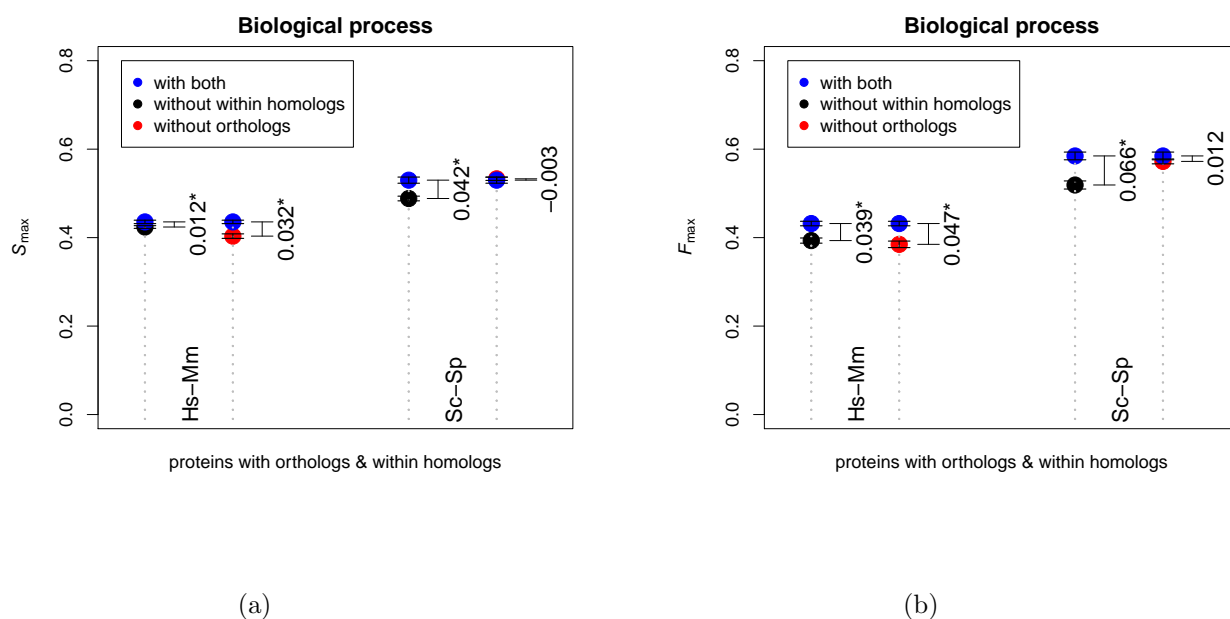 Biological process
0.8
0.6
0.4
0.2
0.0
S max
with both
without within homologs
without orthologs
0.012*
0.032*
0.042*
−0.003
Hs−Mm
Sc−Sp
proteins with orthologs & within homologs
(a)
Biological process
0.8
0.6
0.4
0.2
0.0
F max
with both
without within homologs
without orthologs
0.039*
0.047*
0.066*
0.012
Hs−Mm
Sc−Sp
proteins with orthologs & within homologs
(b)